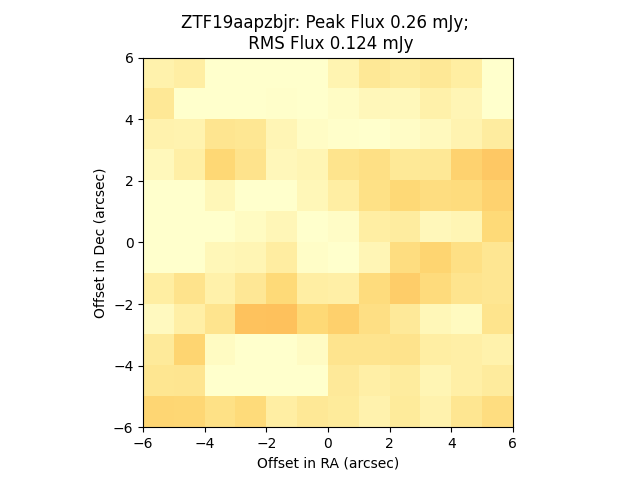 ZTF19aapzbjr: Peak Flux 0.26 mJy;
RMS Flux 0.124 mJy
6
4
2
0
−2
−4
−6
Offset in Dec (arcsec)
−6 −4 −2 0 2 4 6
Offset in RA (arcsec)